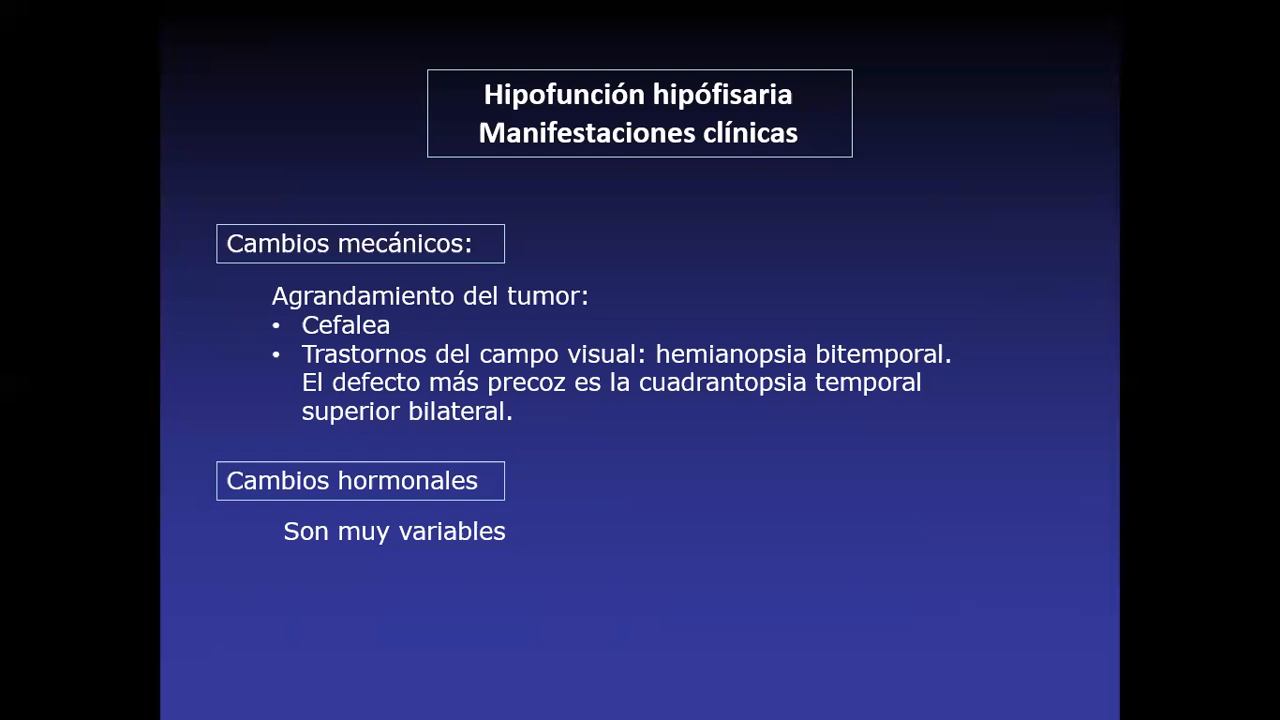 Hipofunción hipófisaria
Manifestaciones clínicas
Cambios mecánicos:
Agrandamiento del tumor:
• Cefalea
• Trastornos del campo visual: hemianopsia bitemporal.
El defecto más precoz es la cuadrantopsia temporal
superior bilateral.
Cambios hormonales
Son muy variables